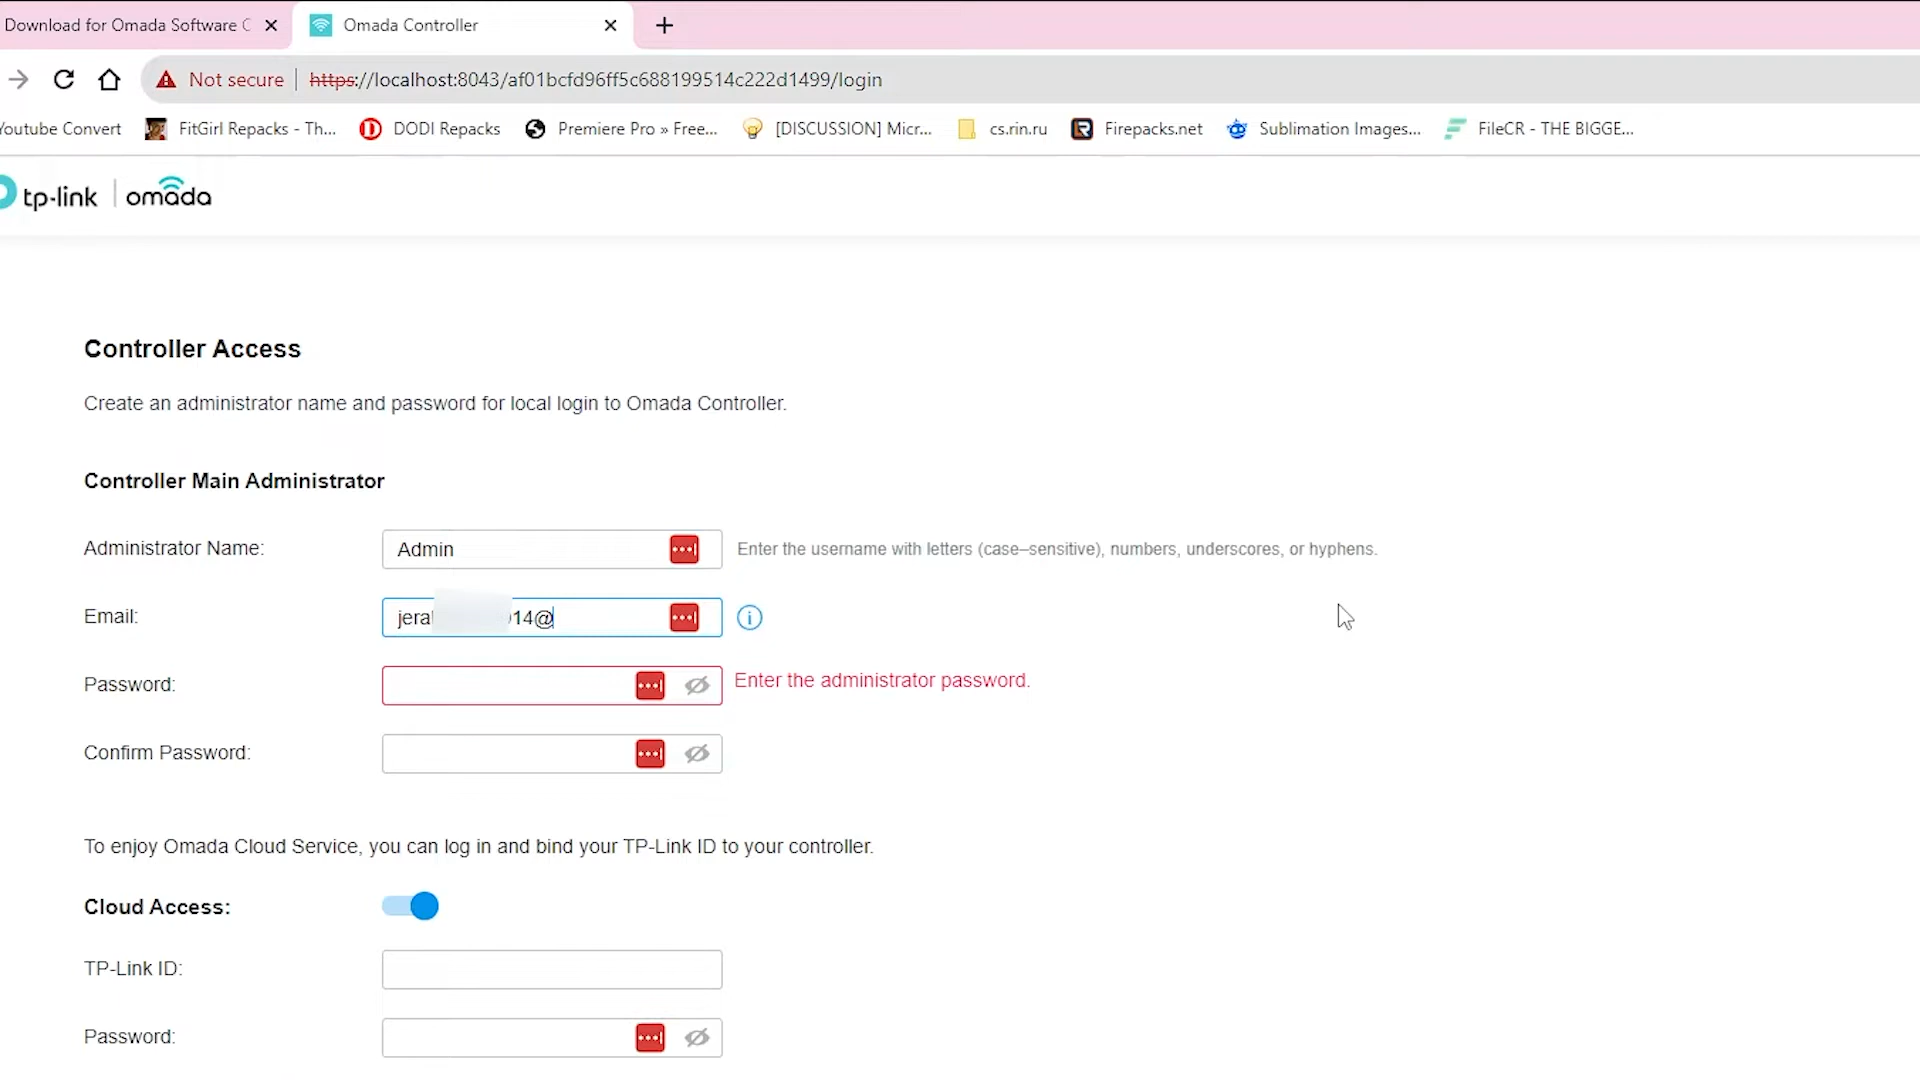 Download for Omada Software C
Omada Controller
Not secure | https://localhost:8043/af01bcfd96ff5c688199514c222d1499/login
Youtube Convert FitGirl Repacks - Th... DODI Repacks Premiere Pro » Free... [DISCUSSION] Micr... cs.rin.ru Firepacks.net Sublimation Images... FileCR - THE BIGGE...
tp-link | omada
Controller Access
Create an administrator name and password for local login to Omada Controller.
Controller Main Administrator
Administrator Name: Admin Enter the username with letters (case–sensitive), numbers, underscores, or hyphens.
Email: jera 14@
Password: Enter the administrator password.
Confirm Password:
To enjoy Omada Cloud Service, you can log in and bind your TP-Link ID to your controller.
Cloud Access:
TP-Link ID:
Password: